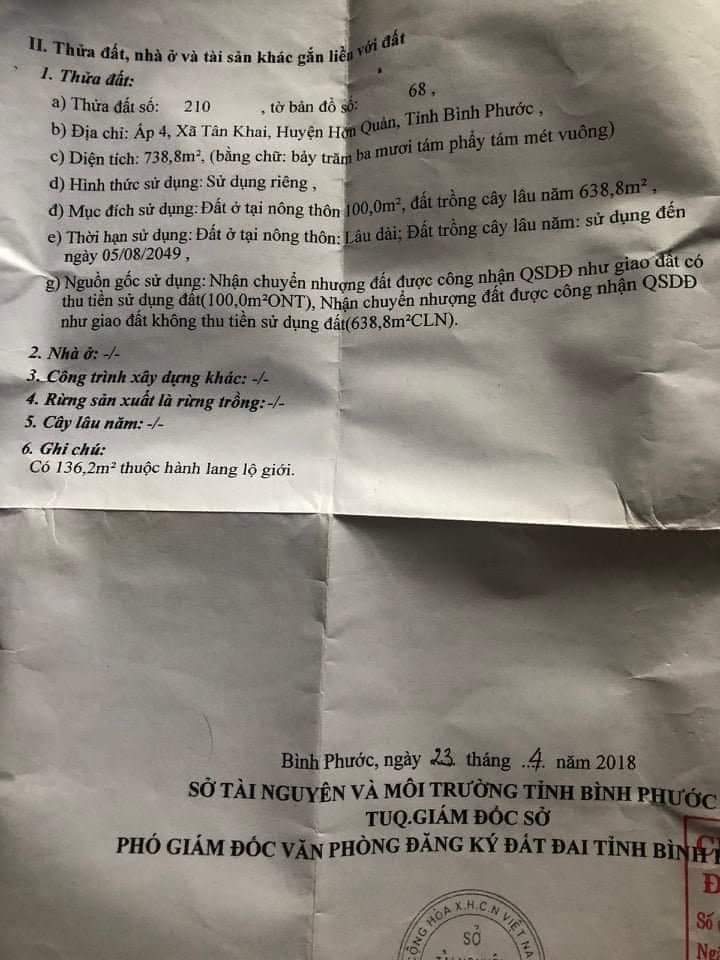 II. Thửa đất, nhà ở và tài sản khác gắn liền với đất
1. Thửa đất:
a) Thửa đất số: 210 , tờ bản đồ số: 68 ,
b) Địa chỉ: Ấp 4, Xã Tân Khai, Huyện Hớn Quản, Tỉnh Bình Phước ,
c) Diện tích: 738,8m², (bằng chữ: bảy trăm ba mươi tám phẩy tám mét vuông)
d) Hình thức sử dụng: Sử dụng riêng ,
đ) Mục đích sử dụng: Đất ở tại nông thôn 100,0m², đất trồng cây lâu năm 638,8m² ,
e) Thời hạn sử dụng: Đất ở tại nông thôn: Lâu dài; Đất trồng cây lâu năm: sử dụng đến
ngày 05/08/2049 ,
g) Nguồn gốc sử dụng: Nhận chuyển nhượng đất được công nhận QSDĐ như giao đất có
thu tiền sử dụng đất(100,0m²ONT), Nhận chuyển nhượng đất được công nhận QSDĐ
như giao đất không thu tiền sử dụng đất(638,8m²CLN).
2. Nhà ở: -/-
3. Công trình xây dựng khác: -/-
4. Rừng sản xuất là rừng trồng: -/-
5. Cây lâu năm: -/-
6. Ghi chú:
Có 136,2m² thuộc hành lang lộ giới.
Bình Phước, ngày 23 tháng ..4. năm 2018
SỞ TÀI NGUYÊN VÀ MÔI TRƯỜNG TỈNH BÌNH PHƯỚC
TUQ.GIÁM ĐỐC SỞ
PHÓ GIÁM ĐỐC VĂN PHÒNG ĐĂNG KÝ ĐẤT ĐAI TỈNH BÌNH
Đ
Số
HÒA X.H.C.N VIỆT NA
SỞ